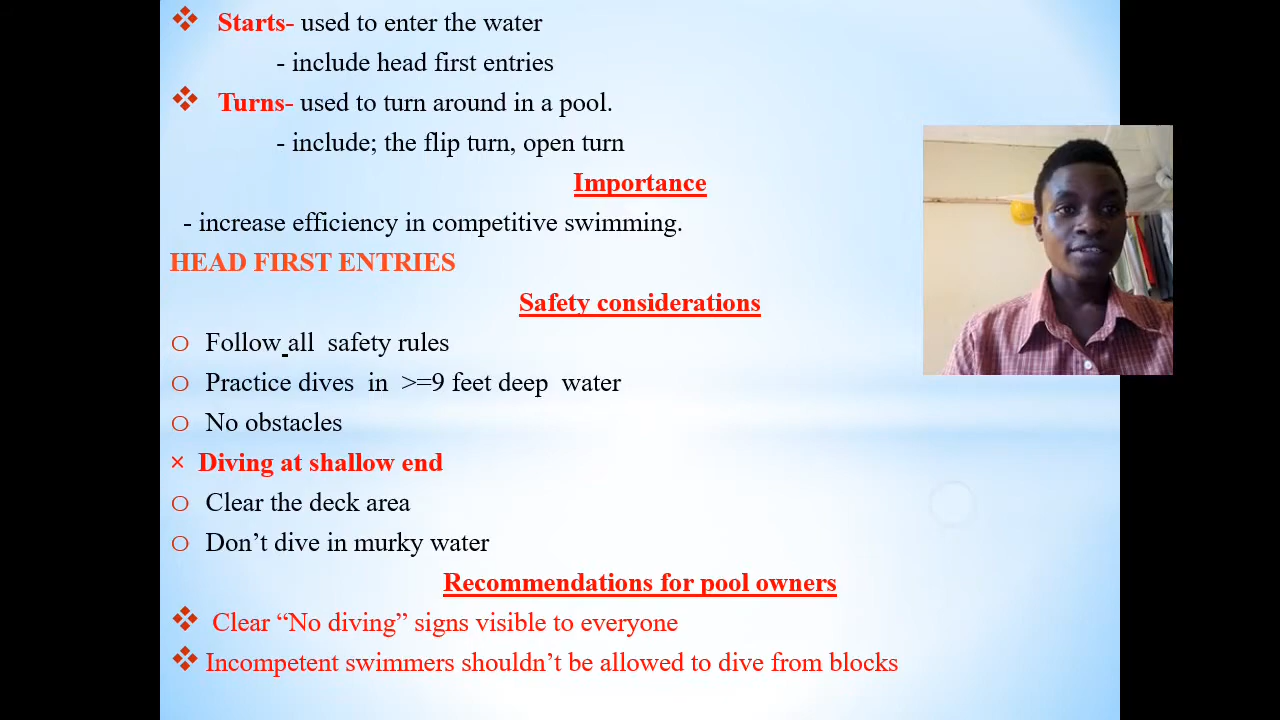 Starts- used to enter the water
- include head first entries
Turns- used to turn around in a pool.
- include; the flip turn, open turn
Importance
- increase efficiency in competitive swimming.
HEAD FIRST ENTRIES
Safety considerations
Follow all safety rules
Practice dives in >=9 feet deep water
No obstacles
× Diving at shallow end
Clear the deck area
Don’t dive in murky water
Recommendations for pool owners
Clear “No diving” signs visible to everyone
Incompetent swimmers shouldn’t be allowed to dive from blocks